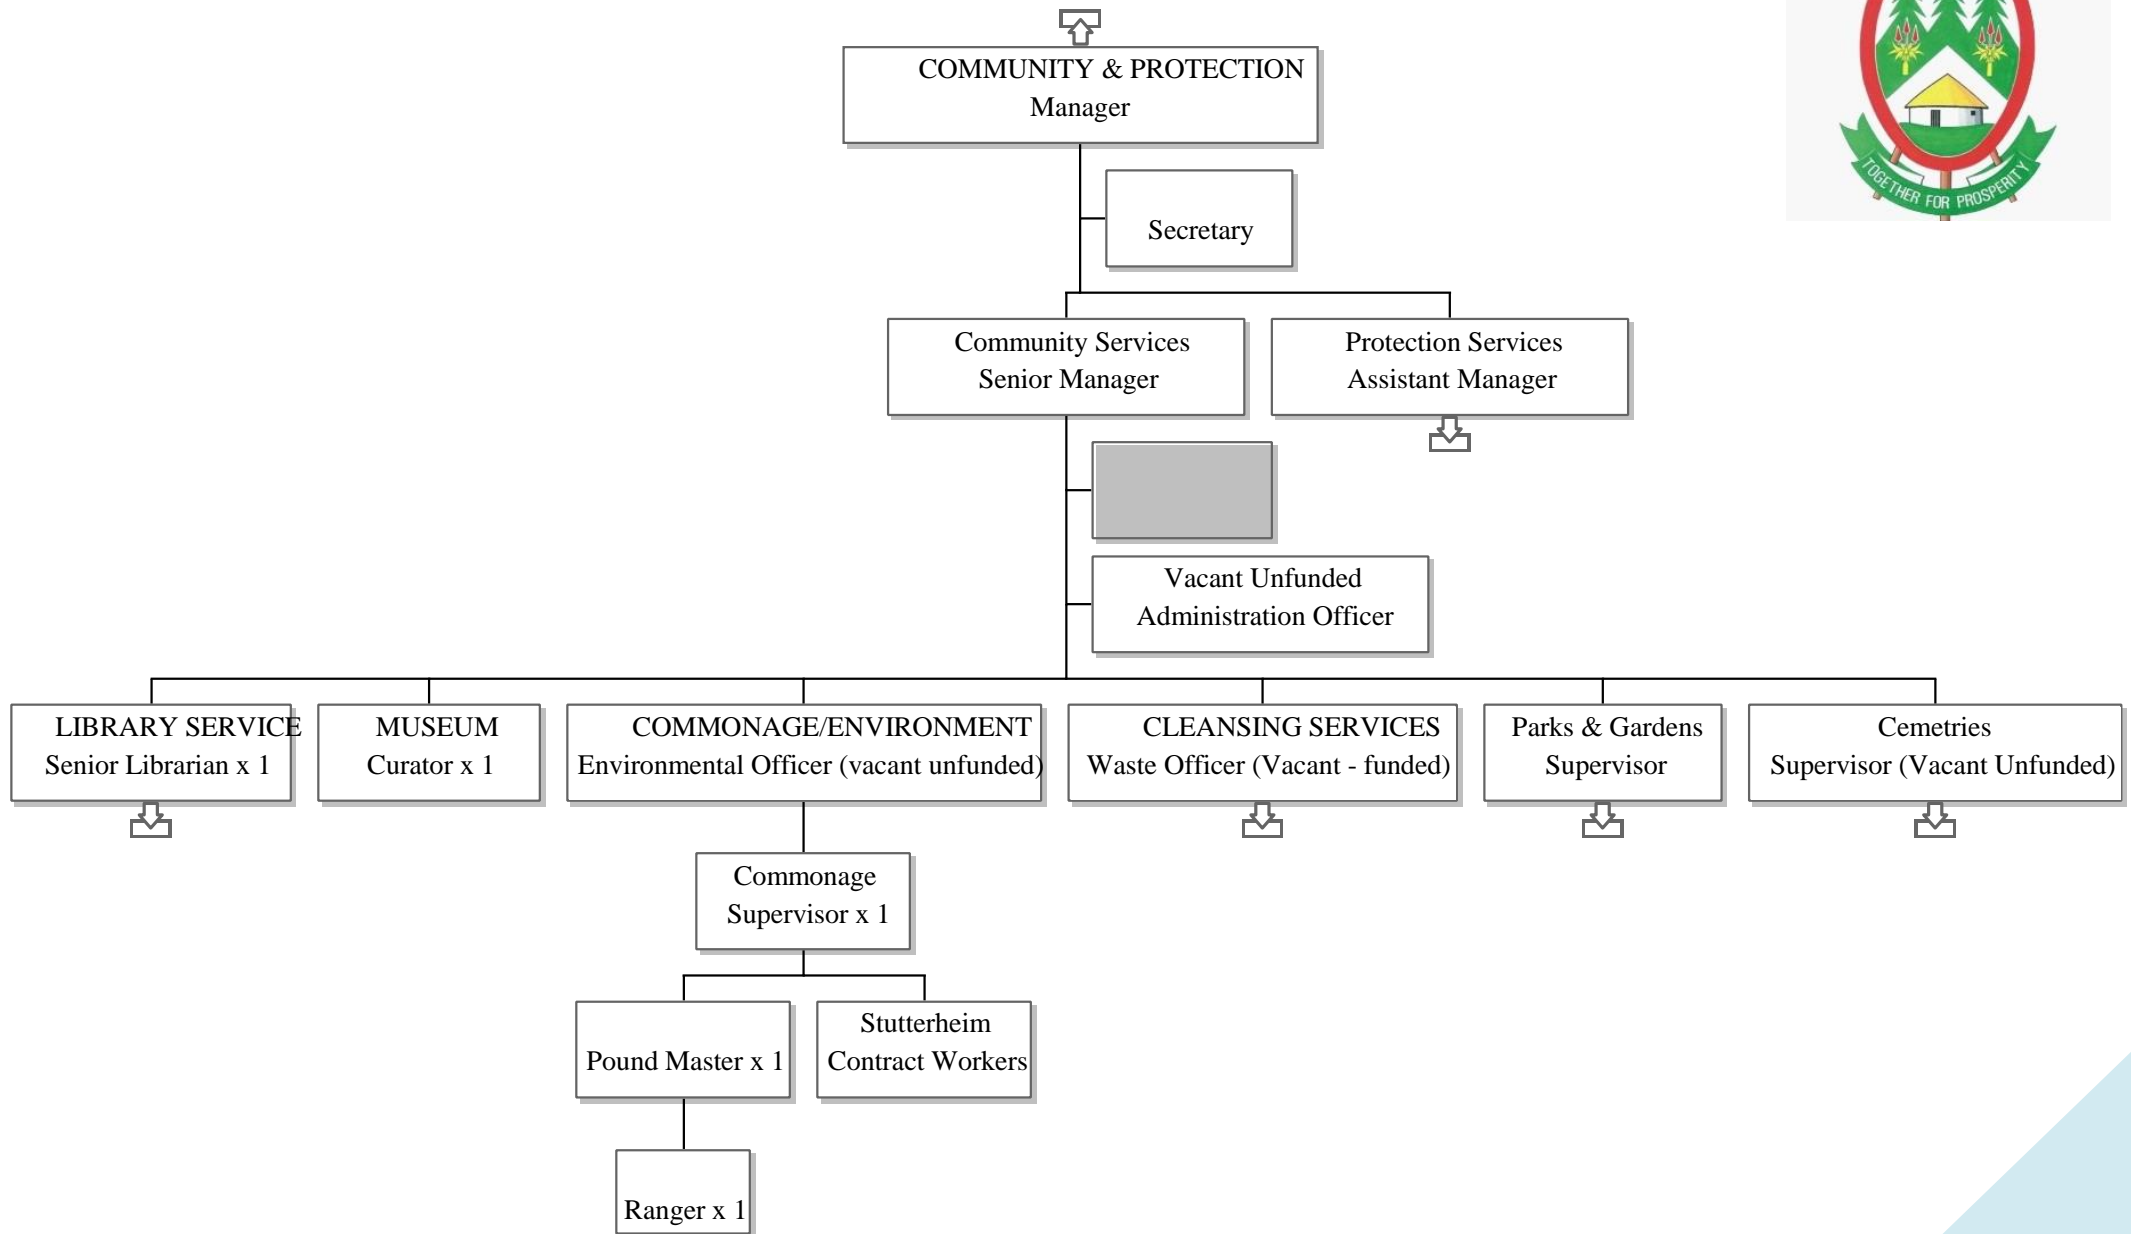 TOGETHER FOR PROSPERITY
COMMUNITY & PROTECTION
Manager
Secretary
Community Services
Senior Manager
Protection Services
Assistant Manager
Vacant Unfunded
Administration Officer
LIBRARY SERVICE
Senior Librarian x 1
MUSEUM
Curator x 1
COMMONAGE/ENVIRONMENT
Environmental Officer (vacant unfunded)
CLEANSING SERVICES
Waste Officer (Vacant - funded)
Parks & Gardens
Supervisor
Cemetries
Supervisor (Vacant Unfunded)
Commonage
Supervisor x 1
Pound Master x 1
Stutterheim
Contract Workers
Ranger x 1